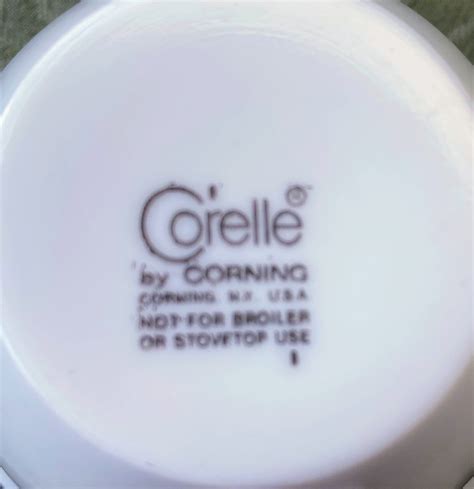 Corelle®
by CORNING
CORNING, N.Y. U.S.A.
NOT FOR BROILER
OR STOVETOP USE